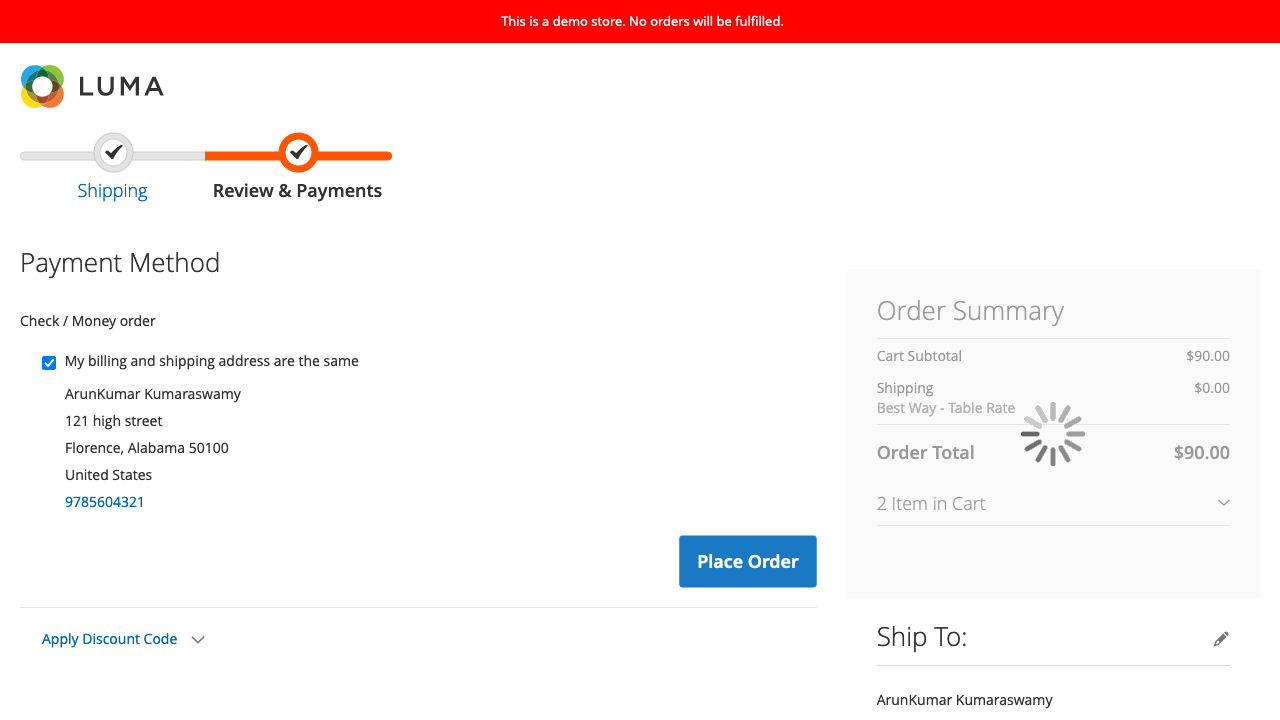 This is a demo store. No orders will be fulfilled.
LUMA
Shipping
Review & Payments
Payment Method
Check / Money order
My billing and shipping address are the same
ArunKumar Kumaraswamy
121 high street
Florence, Alabama 50100
United States
9785604321
Place Order
Apply Discount Code
Order Summary
Cart Subtotal $90.00
Shipping $0.00
Best Way - Table Rate
Order Total $90.00
2 Item in Cart
Ship To:
ArunKumar Kumaraswamy